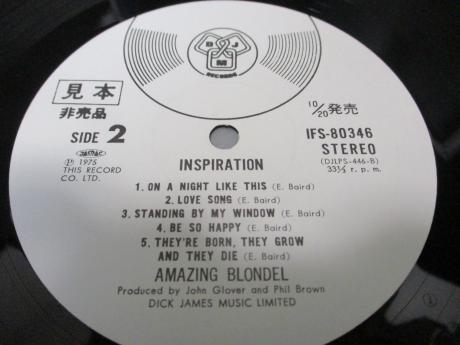 D J M
RECORDS
見本
非売品
SIDE 2
JASRAC
Ⓟ 1975
THIS RECORD
CO. LTD.
10/20発売
IFS-80346
STEREO
(DJLPS-446-B)
33⅓ r. p. m.
INSPIRATION
1. ON A NIGHT LIKE THIS (E. Baird)
2. LOVE SONG (E. Baird)
3. STANDING BY MY WINDOW (E. Baird)
4. BE SO HAPPY (E. Baird)
5. THEY'RE BORN, THEY GROW
AND THEY DIE (E. Baird)
AMAZING BLONDEL
Produced by John Glover and Phil Brown
DICK JAMES MUSIC LIMITED
1